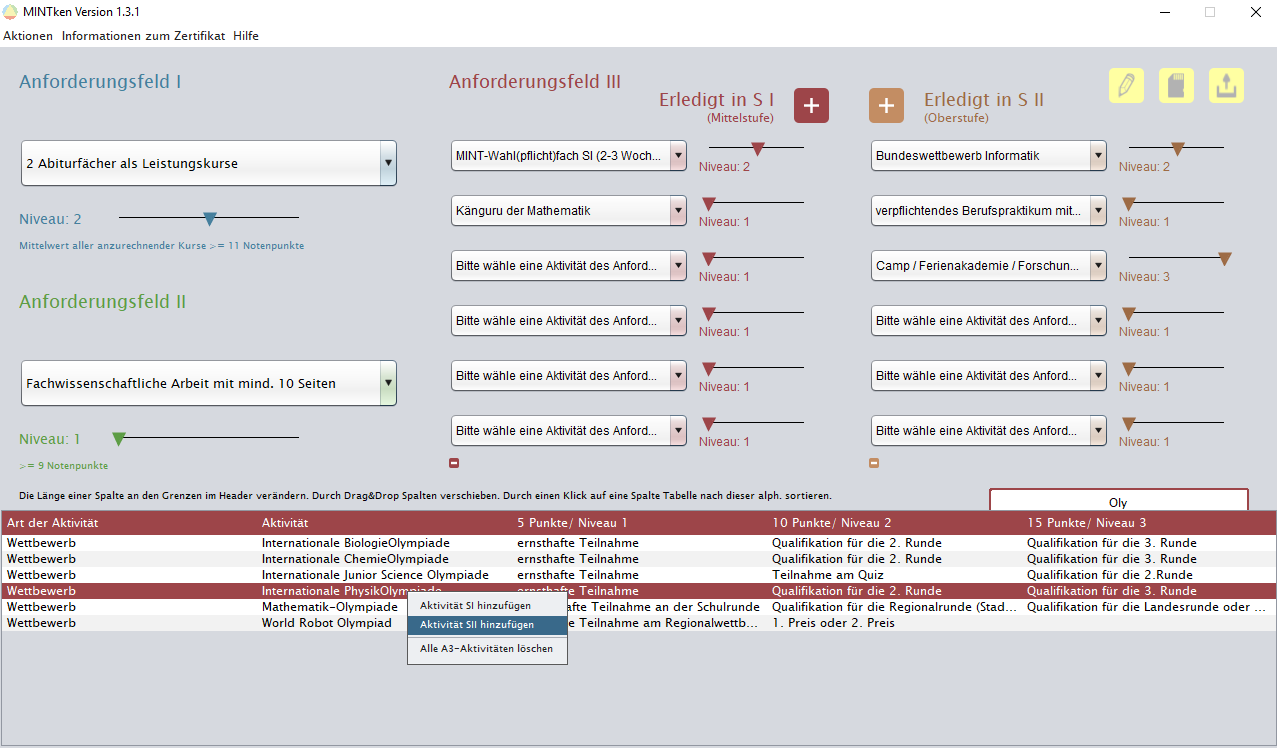 MINTken Version 1.3.1
Aktionen Informationen zum Zertifikat Hilfe
Anforderungsfeld I
2 Abiturfächer als Leistungskurse
Niveau: 2
Mittelwert aller anzurechnender Kurse >= 11 Notenpunkte
Anforderungsfeld II
Fachwissenschaftliche Arbeit mit mind. 10 Seiten
Niveau: 1
>= 9 Notenpunkte
Anforderungsfeld III
Erledigt in S I
(Mittelstufe)
+
MINT-Wahl(pflicht)fach SI (2-3 Woch...
Niveau: 2
Känguru der Mathematik
Niveau: 1
Bitte wähle eine Aktivität des Anford...
Niveau: 1
Bitte wähle eine Aktivität des Anford...
Niveau: 1
Bitte wähle eine Aktivität des Anford...
Niveau: 1
Bitte wähle eine Aktivität des Anford...
Niveau: 1
+
Erledigt in S II
(Oberstufe)
Bundeswettbewerb Informatik
Niveau: 2
verpflichtendes Berufspraktikum mit...
Niveau: 1
Camp / Ferienakademie / Forschun...
Niveau: 3
Bitte wähle eine Aktivität des Anford...
Niveau: 1
Bitte wähle eine Aktivität des Anford...
Niveau: 1
Bitte wähle eine Aktivität des Anford...
Niveau: 1
Die Länge einer Spalte an den Grenzen im Header verändern. Durch Drag&Drop Spalten verschieben. Durch einen Klick auf eine Spalte Tabelle nach dieser alph. sortieren.
Oly
Art der Aktivität Aktivität 5 Punkte/ Niveau 1 10 Punkte/ Niveau 2 15 Punkte/ Niveau 3
Wettbewerb Internationale BiologieOlympiade ernsthafte Teilnahme Qualifikation für die 2. Runde Qualifikation für die 3. Runde
Wettbewerb Internationale ChemieOlympiade ernsthafte Teilnahme Qualifikation für die 2. Runde Qualifikation für die 3. Runde
Wettbewerb Internationale Junior Science Olympiade ernsthafte Teilnahme Teilnahme am Quiz Qualifikation für die 2.Runde
Wettbewerb Internationale PhysikOlympiade ernsthafte Teilnahme Qualifikation für die 2. Runde Qualifikation für die 3. Runde
Wettbewerb Mathematik-Olympiade hafte Teilnahme an der Schulrunde Qualifikation für die Regionalrunde (Stad... Qualifikation für die Landesrunde oder ...
Wettbewerb World Robot Olympiad e Teilnahme am Regionalwettb... 1. Preis oder 2. Preis
Aktivität SI hinzufügen
Aktivität SII hinzufügen
Alle A3-Aktivitäten löschen